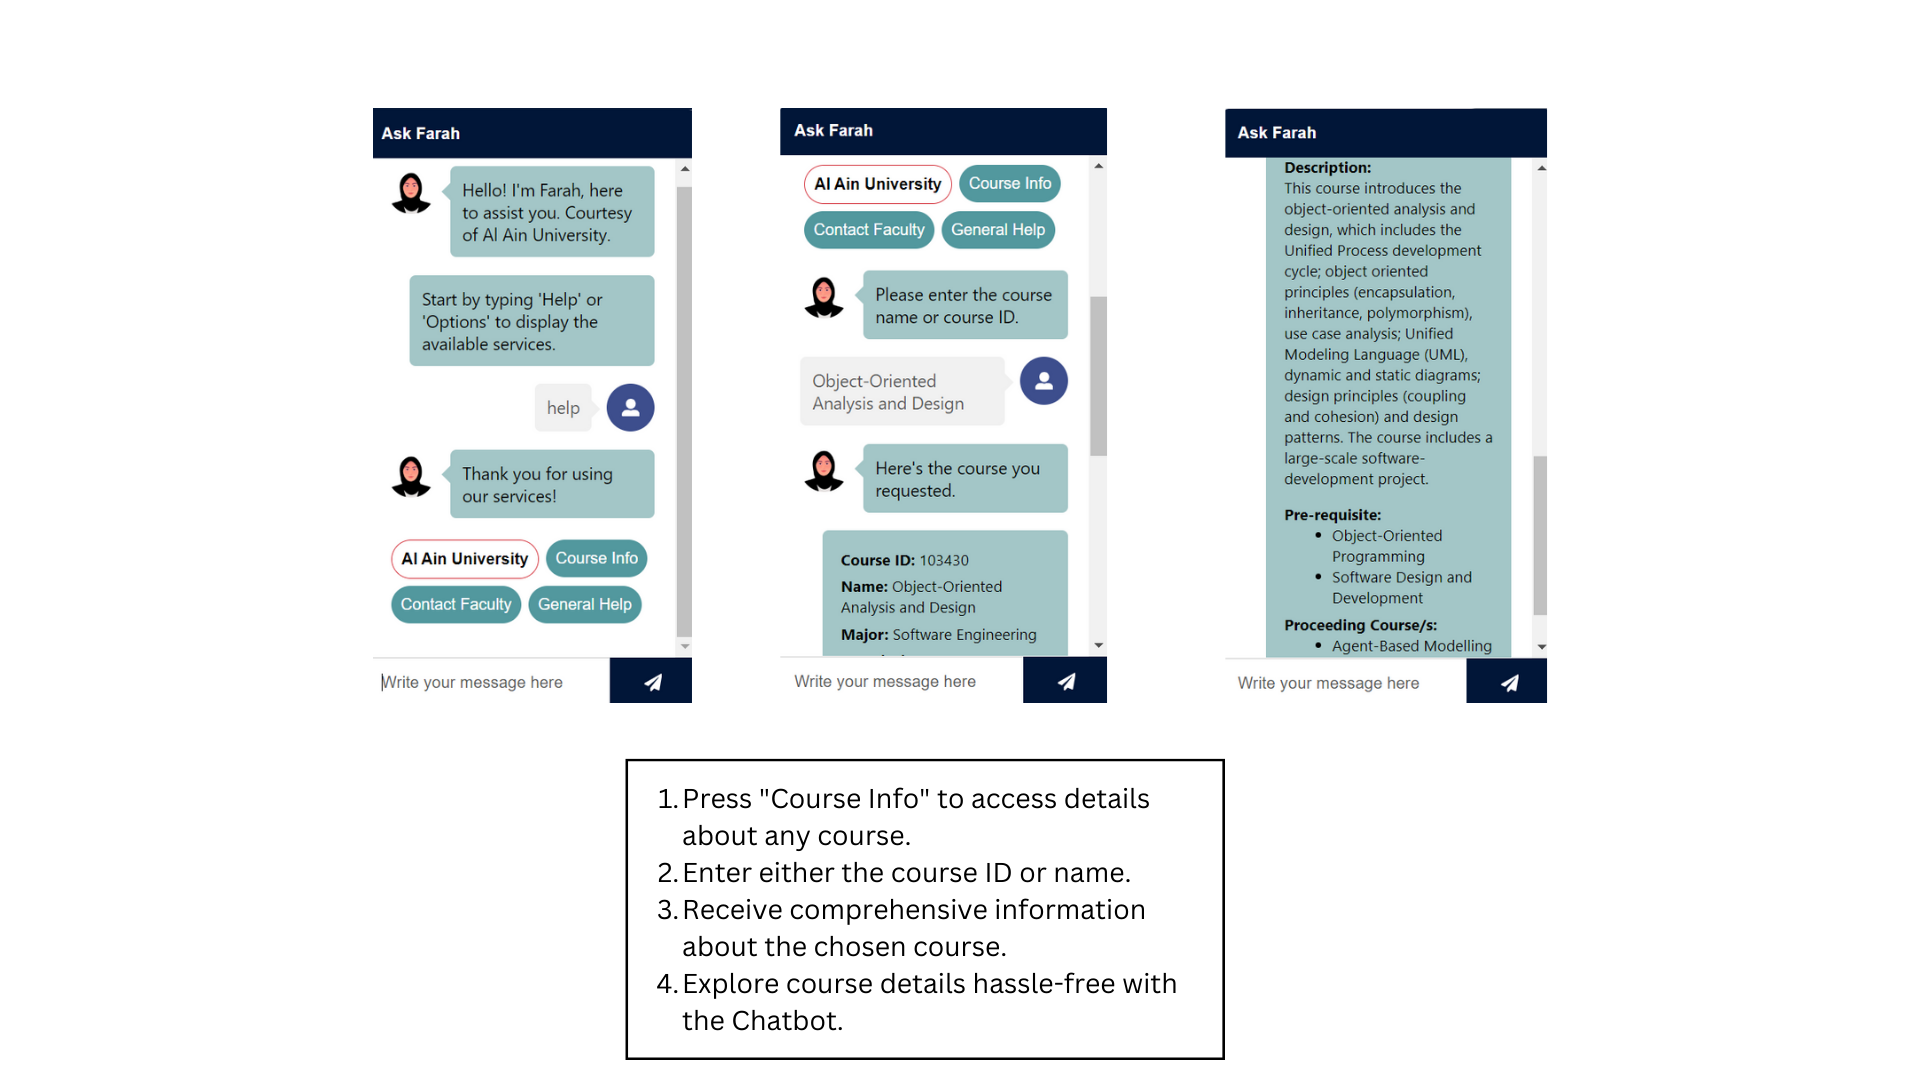 Ask Farah
Hello! I'm Farah, here
to assist you. Courtesy
of Al Ain University.
Start by typing 'Help' or
'Options' to display the
available services.
help
Thank you for using
our services!
Al Ain University
Course Info
Contact Faculty
General Help
Write your message here
Ask Farah
Al Ain University
Course Info
Contact Faculty
General Help
Please enter the course
name or course ID.
Object-Oriented
Analysis and Design
Here's the course you
requested.
Course ID: 103430
Name: Object-Oriented
Analysis and Design
Major: Software Engineering
Write your message here
Ask Farah
Description:
This course introduces the
object-oriented analysis and
design, which includes the
Unified Process development
cycle; object oriented
principles (encapsulation,
inheritance, polymorphism),
use case analysis; Unified
Modeling Language (UML),
dynamic and static diagrams;
design principles (coupling
and cohesion) and design
patterns. The course includes a
large-scale software-
development project.
Pre-requisite:
• Object-Oriented
Programming
• Software Design and
Development
Proceeding Course/s:
• Agent-Based Modelling
Write your message here
1. Press "Course Info" to access details
about any course.
2. Enter either the course ID or name.
3. Receive comprehensive information
about the chosen course.
4. Explore course details hassle-free with
the Chatbot.